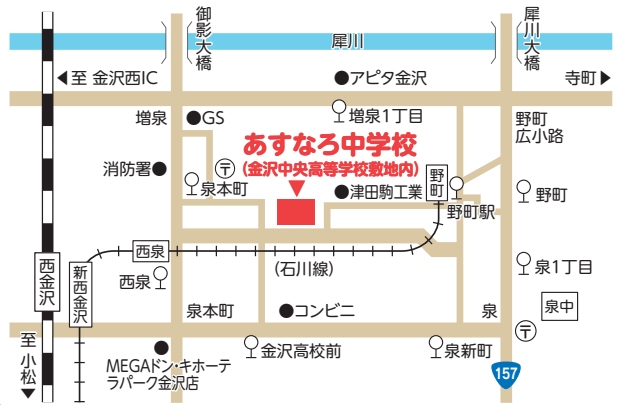 御影大橋
犀川
犀川大橋
至 金沢西IC
アピタ金沢
寺町
増泉
GS
増泉1丁目
野町
広小路
あすなろ中学校
(金沢中央高等学校敷地内)
消防署
〒
泉本町
津田駒工業
野町
野町駅
野町
西金沢
新西金沢
西泉
西泉
(石川線)
泉1丁目
泉中
泉本町
コンビニ
泉
〒
至 小松
MEGAドン・キホーテ
ラパーク金沢店
金沢高校前
泉新町
157